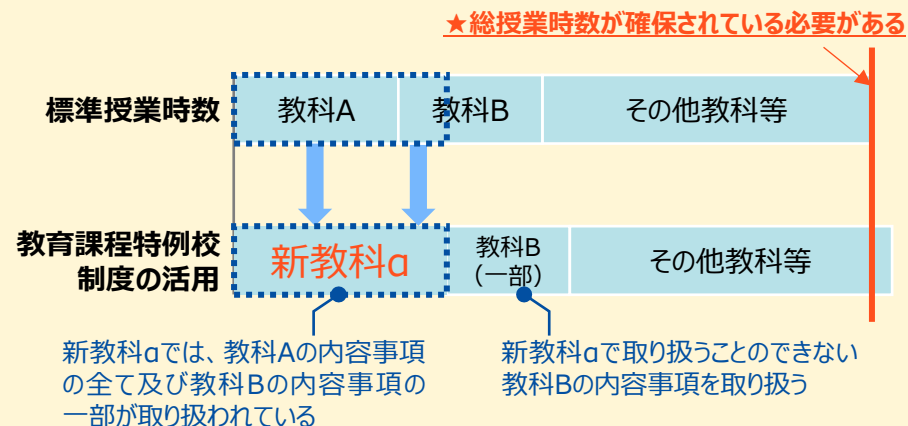 ★総授業時数が確保されている必要がある
標準授業時数
教科A
教科B
その他教科等
教育課程特例校
制度の活用
新教科α
教科B
（一部）
その他教科等
新教科αでは、教科Aの内容事項
の全て及び教科Bの内容事項の
一部が取り扱われている
新教科αで取り扱うことのできない
教科Bの内容事項を取り扱う